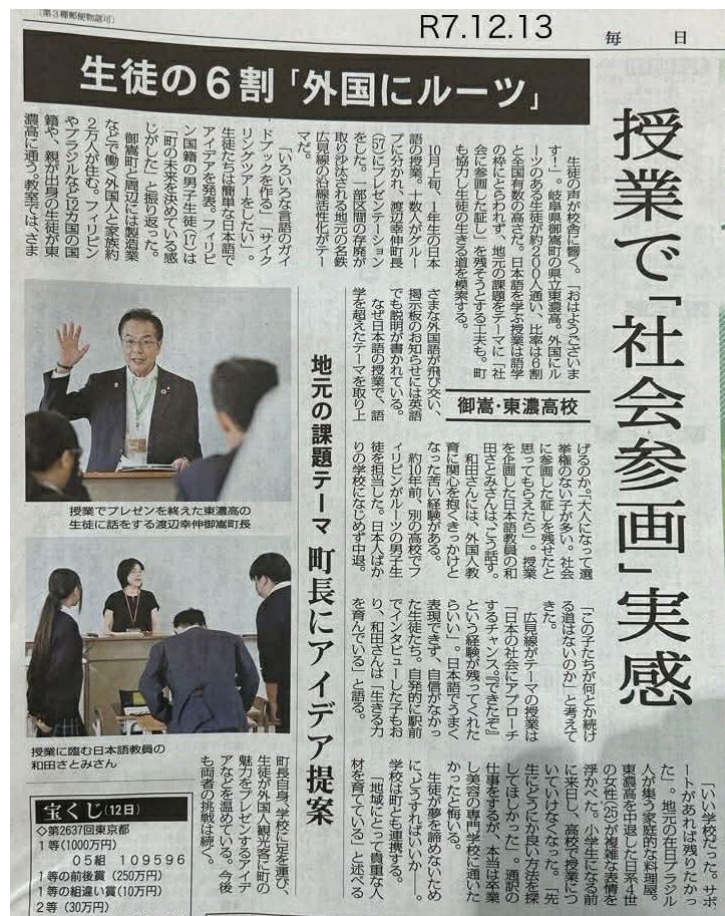 (第3種郵便物認可)
R7.12.13
毎 日
生徒の6割「外国にルーツ」
授業で「社会参画」実感
御嵩・東濃高校
地元の課題テーマ 町長にアイデア提案
生徒の声が校舎に響く。「おはようございま
す!」。岐阜県御嵩町の県立東濃高。外国にル
ーツのある生徒が約200人通い、比率は6割
と全国有数の高さだ。日本語を学ぶ授業は語学
の枠にとらわれず、地元の課題をテーマに「社
会に参画した証し」を残そうとする工夫も。町
も協力し生徒の生きる道を模索する。
10月上旬、1年生の日本
語の授業。十数人がグルー
プに分かれ、渡辺幸伸町長
(57)にプレゼンテーション
をした。一部区間の存廃が
取り沙汰される地元の名鉄
広見線の沿線活性化がテー
マだ。
「いろいろな言語のガイ
ドブックを作る」「サイク
リングツアーをしたい」。
生徒たちは簡単な日本語で
アイデアを発表。フィリピ
ン国籍の男子生徒(17)は
「町の未来を決めている感
じがした」と振り返った。
御嵩町と周辺には製造業
などで働く外国人と家族約
2万人が住む。フィリピン
やブラジルなど12カ国の国
籍や、親が出身の生徒が東
濃高に通う。教室では、さま
ざまな外国語が飛び交い、
掲示板のお知らせには英語
でも説明が書かれている。
なぜ日本語の授業で、語
学を超えたテーマを取り上
げるのか。「大人になって選
挙権のない子が多い。社会
に参画した証しを残せたと
思ってもらえたら」。授業
を企画した日本語教員の和
田さとみさんは、こう話す。
和田さんには、外国人教
育に関心を抱くきっかけと
なった苦い経験がある。
約10年前、別の高校でフ
ィリピンがルーツの男子生
徒を担当した。日本人ばか
りの学校になじめず中退。
「この子たちが何とか続け
る道はないのか」と考えて
きた。
広見線がテーマの授業は
「日本の社会にアプローチ
するチャンス。『できたぞ』
という経験が残ってくれた
らいい」。日本語でうまく
表現できず、自信がなかっ
た生徒たち。自発的に駅前
でインタビューした子もお
り、和田さんは「生きる力
を育んでいる」と語る。
「いい学校だった。サポ
ートがあれば残りたかっ
た」。地元の在日ブラジル
人が集う家庭的な料理屋。
東濃高を中退した日系4世
の女性(25)が複雑な表情を
浮かべた。小学生になる前
に来日し、高校で授業につ
いていけなくなった。「先
生にどうにか良い方法を探
してほしかった」。通訳の
仕事をするが、本当は卒業
し美容の専門学校に通いた
かったと悔いる。
生徒が夢を諦めないため
に、どうすればいいか――。
学校は町とも連携する。
「地域にとって貴重な人
材を育てている」と述べる
町長自身、学校に足を運び、
生徒が外国人観光客に町の
魅力をプレゼンするアイデ
アなどを温めている。今後
も両者の挑戦は続く。
授業でプレゼンを終えた東濃高の
生徒に話をする渡辺幸伸御嵩町長
授業に臨む日本語教員の
和田さとみさん
宝くじ(12日)
◇第2637回東京都
1等(1000万円)
05組 109596
1等の前後賞(250万円)
1等の組違い賞(10万円)
2等(30万円)